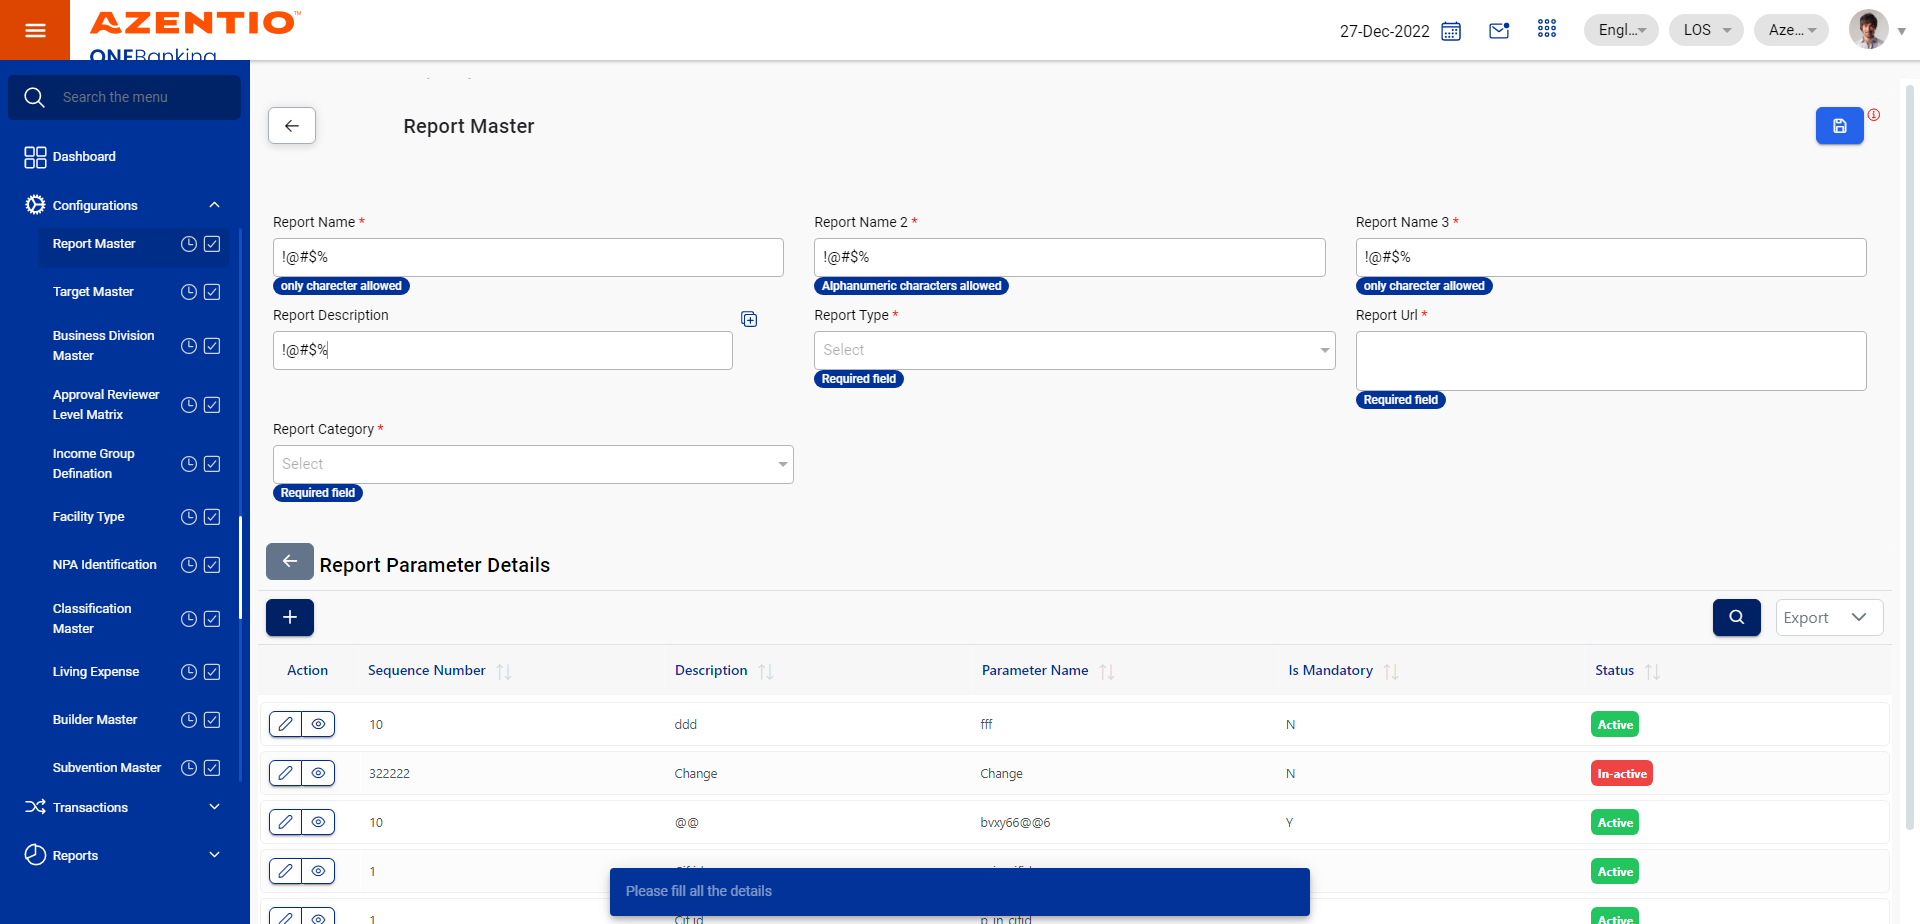 AZENTIO™
ONEBanking
27-Dec-2022
Engl...
LOS
Aze...
Search the menu
Dashboard
Configurations
Report Master
Target Master
Business Division
Master
Approval Reviewer
Level Matrix
Income Group
Defination
Facility Type
NPA Identification
Classification
Master
Living Expense
Builder Master
Subvention Master
Transactions
Reports
Report Master
Report Name *
!@#$%
only charecter allowed
Report Name 2 *
!@#$%
Alphanumeric characters allowed
Report Name 3 *
!@#$%
only charecter allowed
Report Description
!@#$%
Report Type *
Select
Required field
Report Url *
Required field
Report Category *
Select
Required field
Report Parameter Details
Export
Action Sequence Number Description Parameter Name Is Mandatory Status
10 ddd fff N Active
322222 Change Change N In-active
10 @@ bvxy66@@6 Y Active
1 Active
1 Cif id p_in_cifid Active
Please fill all the details